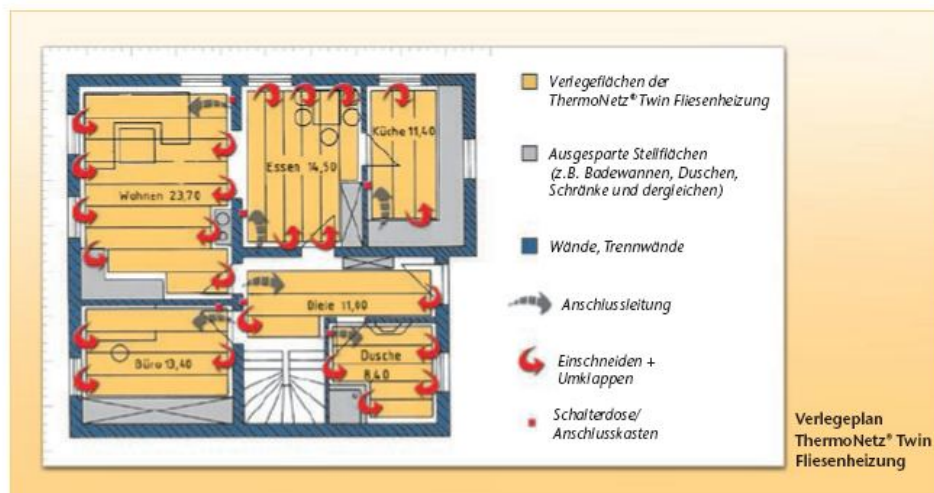 Wohnen 23,70
Essen 14,50
Küche 11,40
Diele 11,00
Büro 13,40
Dusche
8,40
Verlegeflächen der
ThermoNetz® Twin Fliesenheizung
Ausgesparte Stellflächen
(z.B. Badewannen, Duschen,
Schränke und dergleichen)
Wände, Trennwände
Anschlussleitung
Einschneiden +
Umklappen
Schalterdose/
Anschlusskasten
Verlegeplan
ThermoNetz® Twin
Fliesenheizung